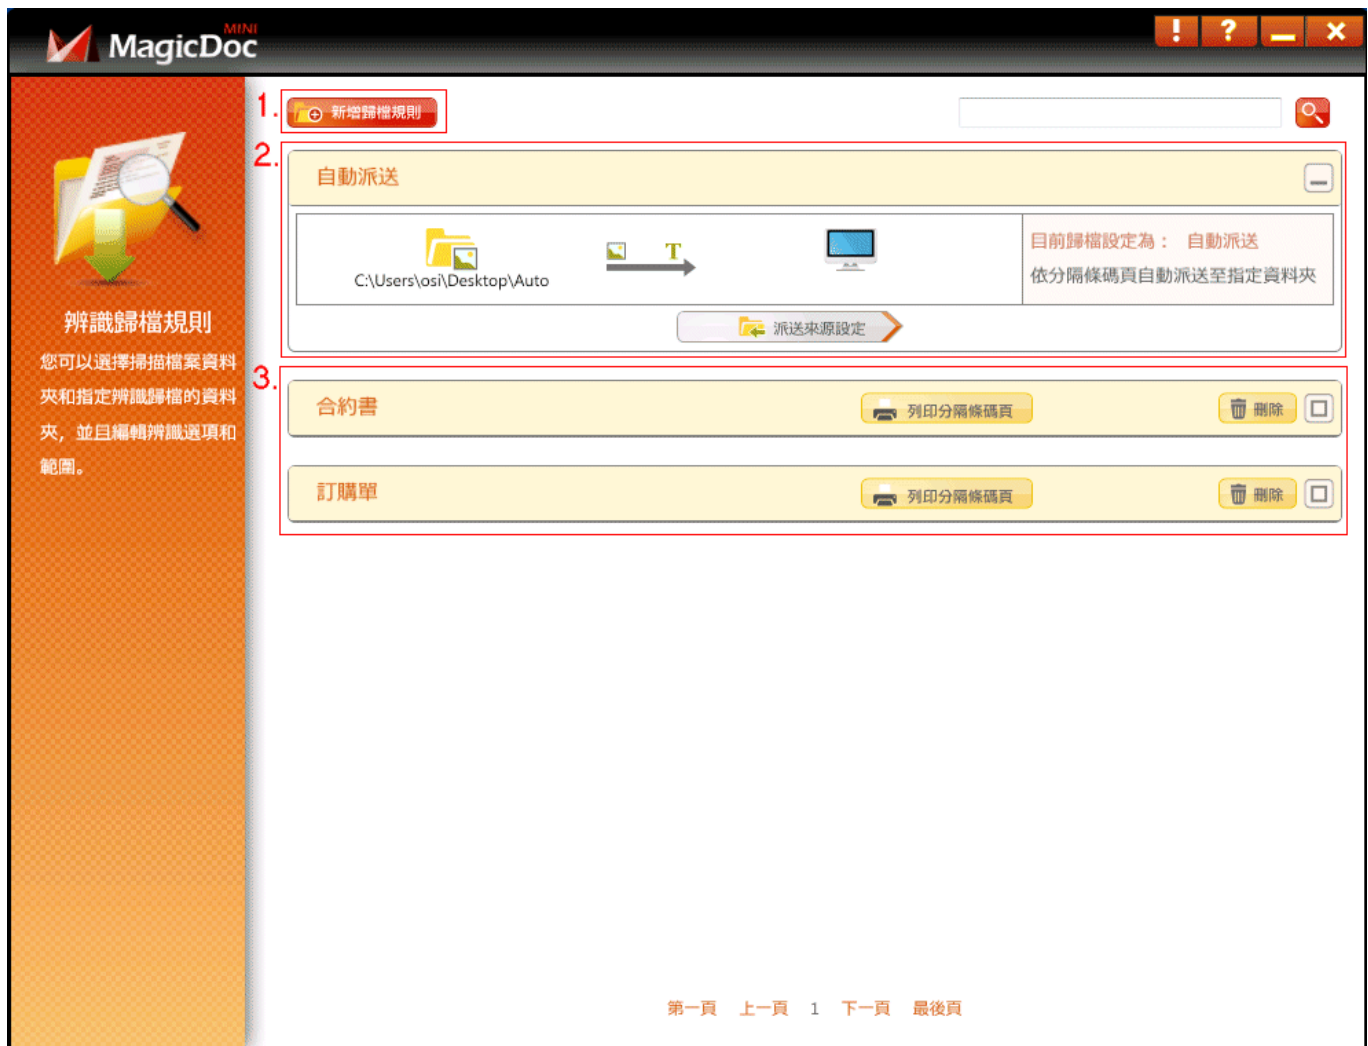 MINI
MagicDoc
! ?
1. 新增歸檔規則
2. 自動派送
C:\Users\osi\Desktop\Auto
T
目前歸檔設定為： 自動派送
依分隔條碼頁自動派送至指定資料夾
派送來源設定
辨識歸檔規則
您可以選擇掃描檔案資料
夾和指定辨識歸檔的資料
夾，並且編輯辨識選項和
範圍。
3. 合約書 列印分隔條碼頁 刪除
訂購單 列印分隔條碼頁 刪除
第一頁 上一頁 1 下一頁 最後頁